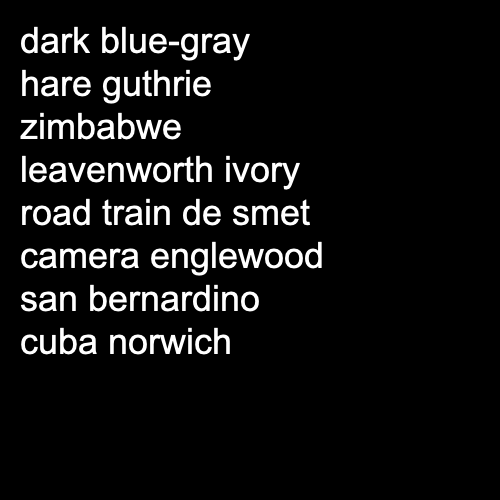 dark blue-gray
hare guthrie
zimbabwe
leavenworth ivory
road train de smet
camera englewood
san bernardino
cuba norwich